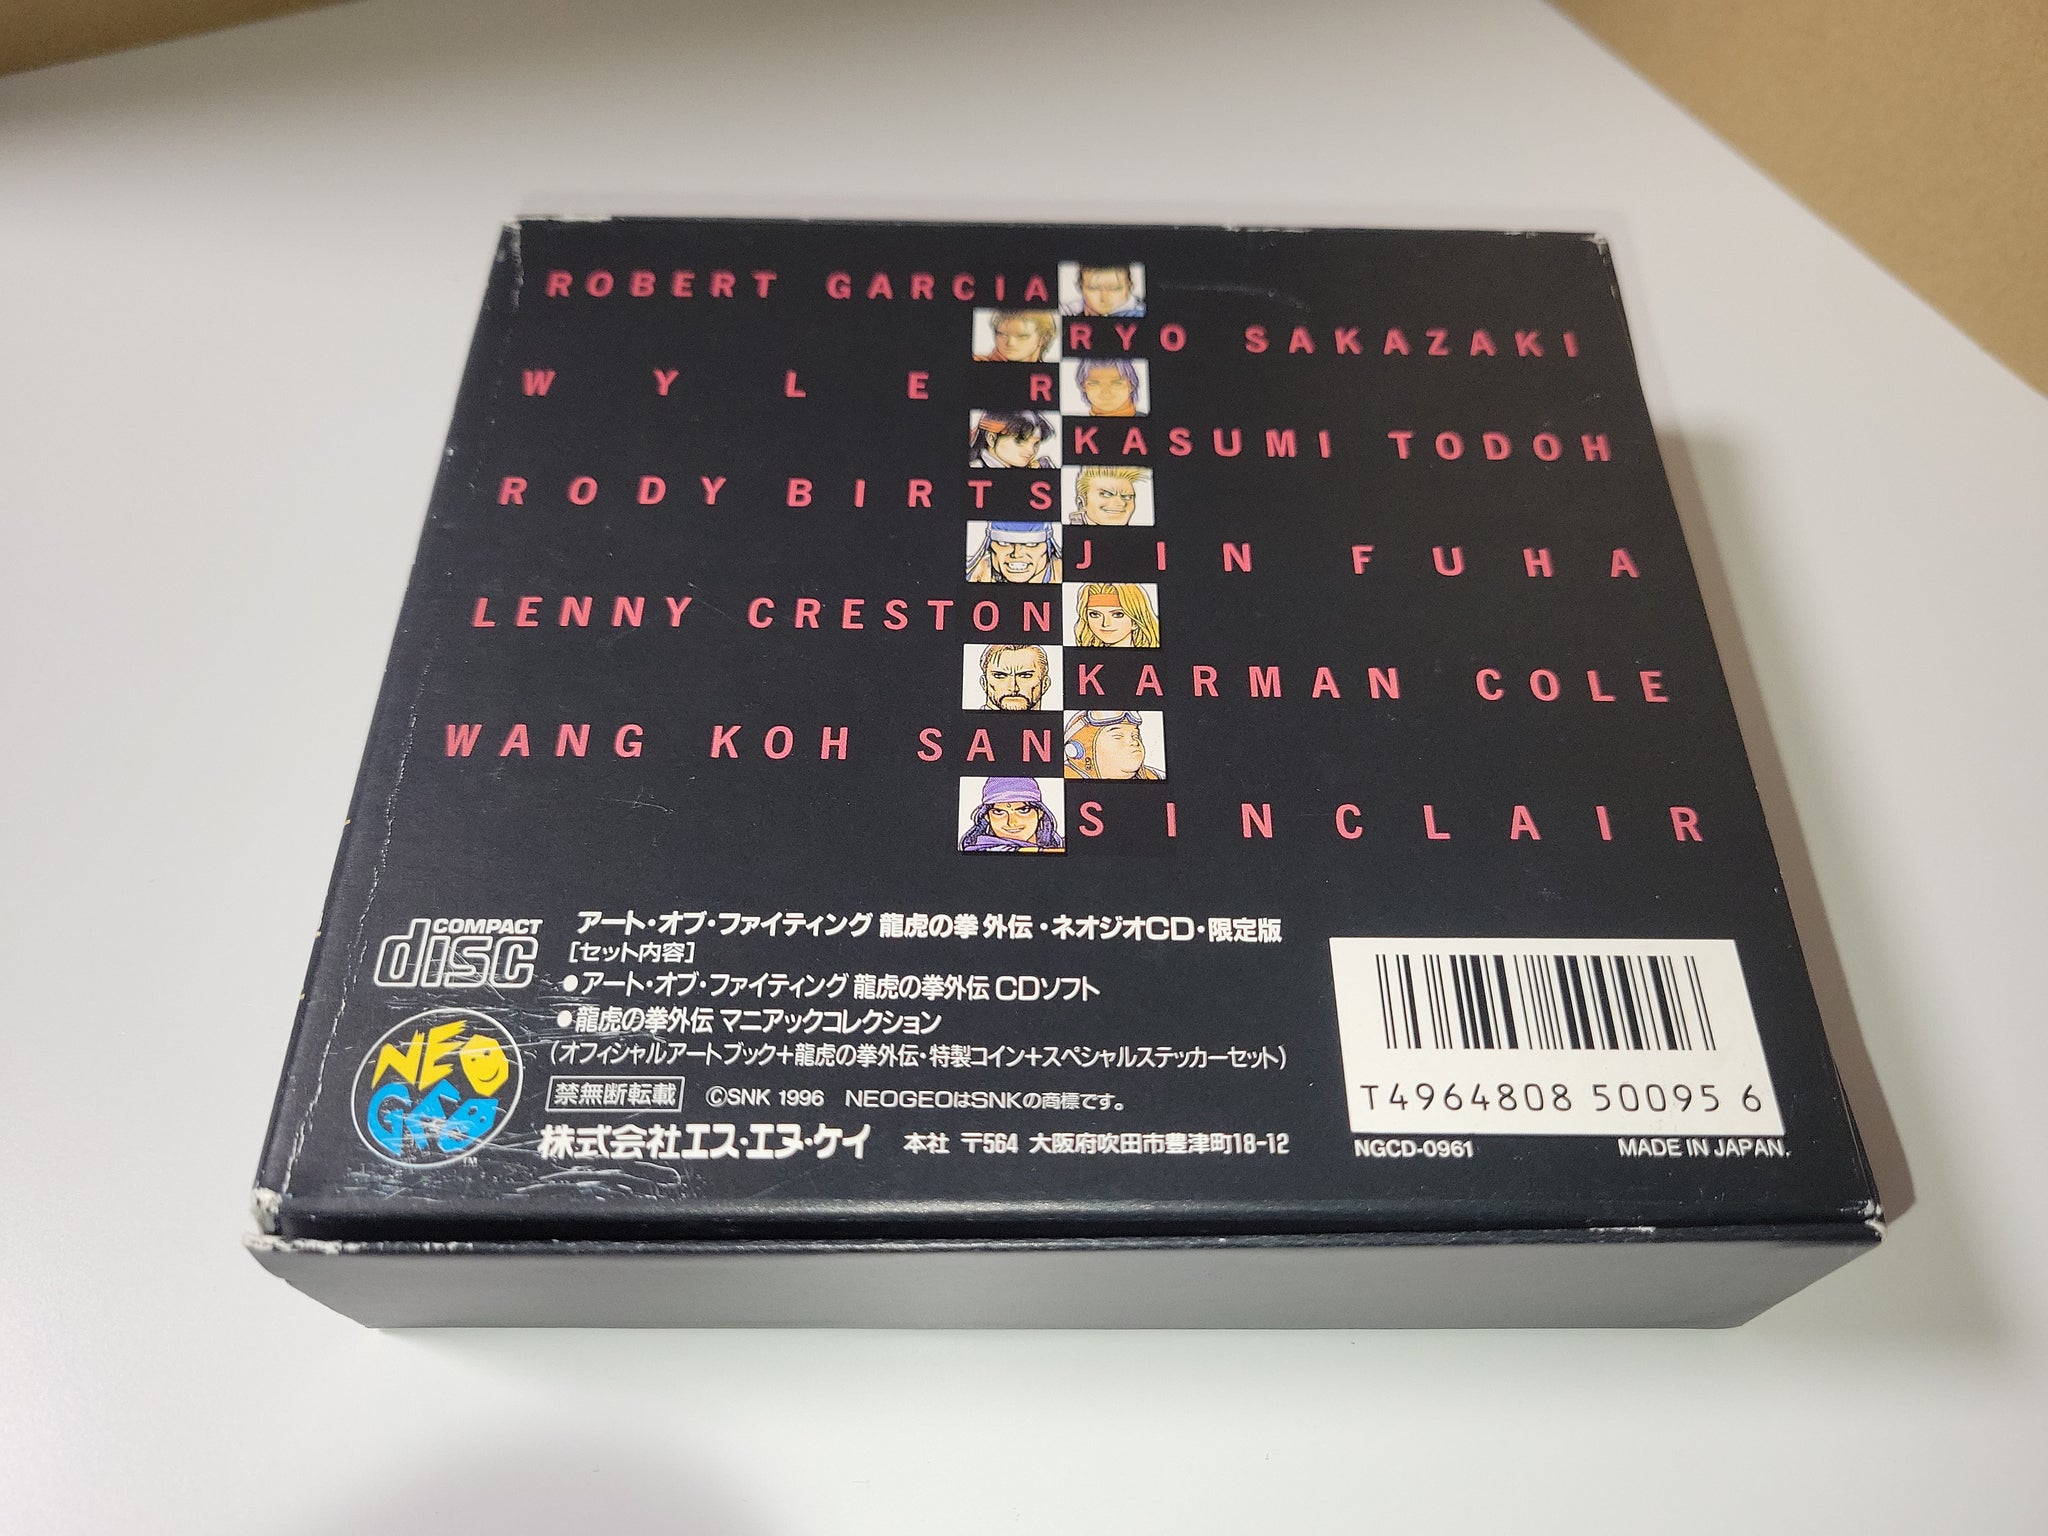 ROBERT GARCIA
RYO SAKAZAKI
WYLER
KASUMI TODOH
RODY BIRTS
JIN FUHA
LENNY CRESTON
KARMAN COLE
WANG KOH SAN
SINCLAIR
COMPACT disc
アート・オブ・ファイティング 龍虎の拳 外伝・ネオジオCD・限定版
[セット内容]
●アート・オブ・ファイティング 龍虎の拳外伝 CDソフト
●龍虎の拳外伝 マニアックコレクション
(オフィシャルアートブック+龍虎の拳外伝・特製コイン+スペシャルステッカーセット)
NEO GEO TM
禁無断転載 ©SNK 1996 NEOGEOはSNKの商標です。
株式会社エス・エヌ・ケイ 本社 〒564 大阪府吹田市豊津町18-12
T4964808 50095 6
NGCD-0961 MADE IN JAPAN.